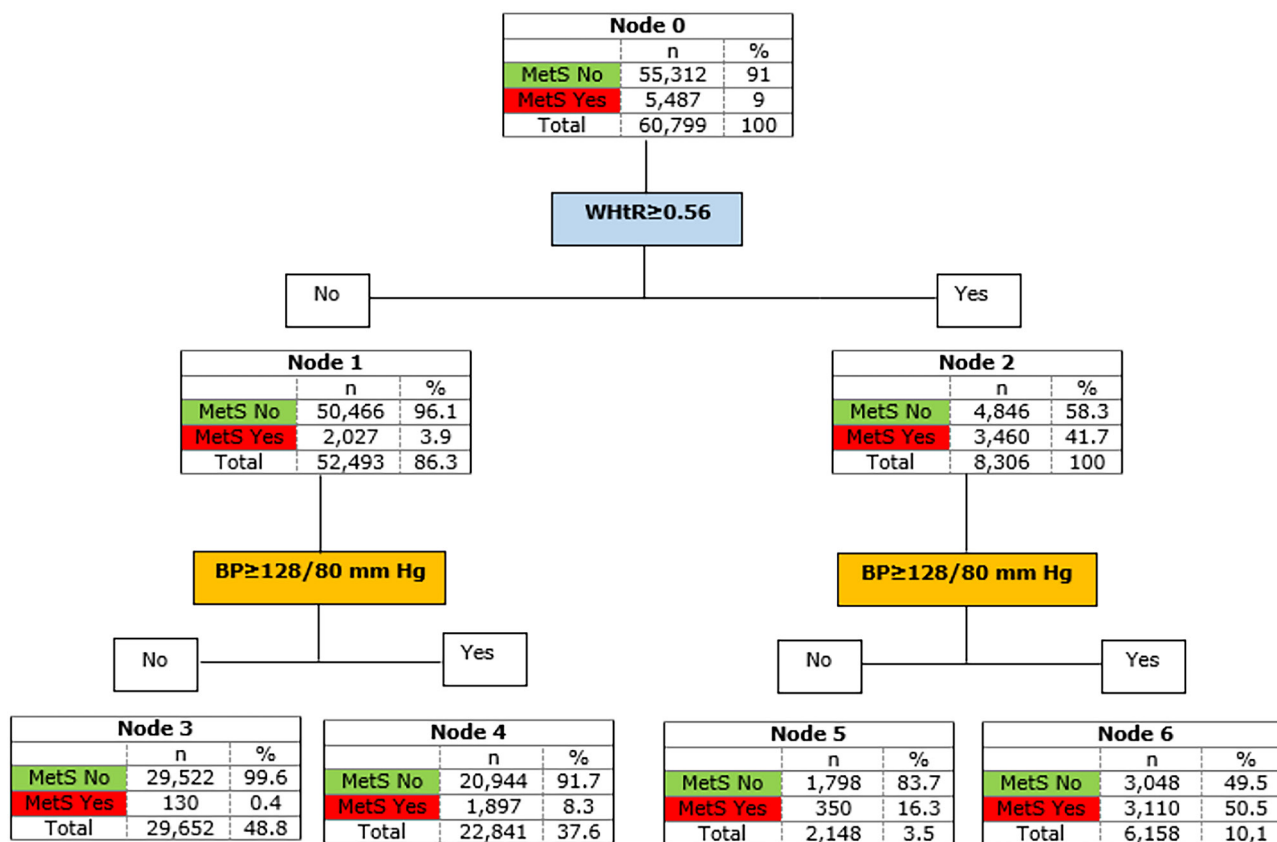 Node 0
n %
MetS No 55,312 91
MetS Yes 5,487 9
Total 60,799 100
WHtR≥0.56
No
Yes
Node 1
n %
MetS No 50,466 96.1
MetS Yes 2,027 3.9
Total 52,493 86.3
Node 2
n %
MetS No 4,846 58.3
MetS Yes 3,460 41.7
Total 8,306 100
BP≥128/80 mm Hg
BP≥128/80 mm Hg
No
Yes
No
Yes
Node 3
n %
MetS No 29,522 99.6
MetS Yes 130 0.4
Total 29,652 48.8
Node 4
n %
MetS No 20,944 91.7
MetS Yes 1,897 8.3
Total 22,841 37.6
Node 5
n %
MetS No 1,798 83.7
MetS Yes 350 16.3
Total 2,148 3.5
Node 6
n %
MetS No 3,048 49.5
MetS Yes 3,110 50.5
Total 6,158 10,1